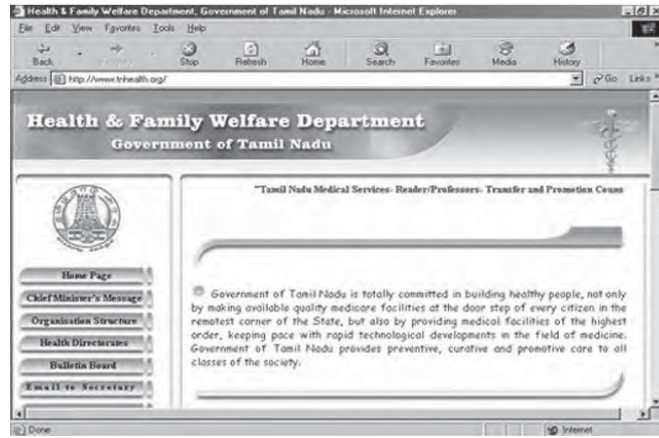 Health & Family Welfare Department, Government of Tamil Nadu - Microsoft Internet Explorer
File Edit View Favorites Tools Help
Back Stop Refresh Home Search Favorites Media History
Address http://www.tnhealth.org/ Go Links
Health & Family Welfare Department
Government of Tamil Nadu
"Tamil Nadu Medical Services- Reader/Professors- Transfer and Promotion Couns
Home Page
Chief Minister's Message
Organisation Structure
Health Directorates
Bulletin Board
Email to Secretary
Government of Tamil Nadu is totally committed in building healthy people, not only
by making available quality medicare facilities at the door step of every citizen in the
remotest corner of the State, but also by providing medical facilities of the highest
order, keeping pace with rapid technological developments in the field of medicine.
Government of Tamil Nadu provides preventive, curative and promotive care to all
classes of the society.
Done Internet